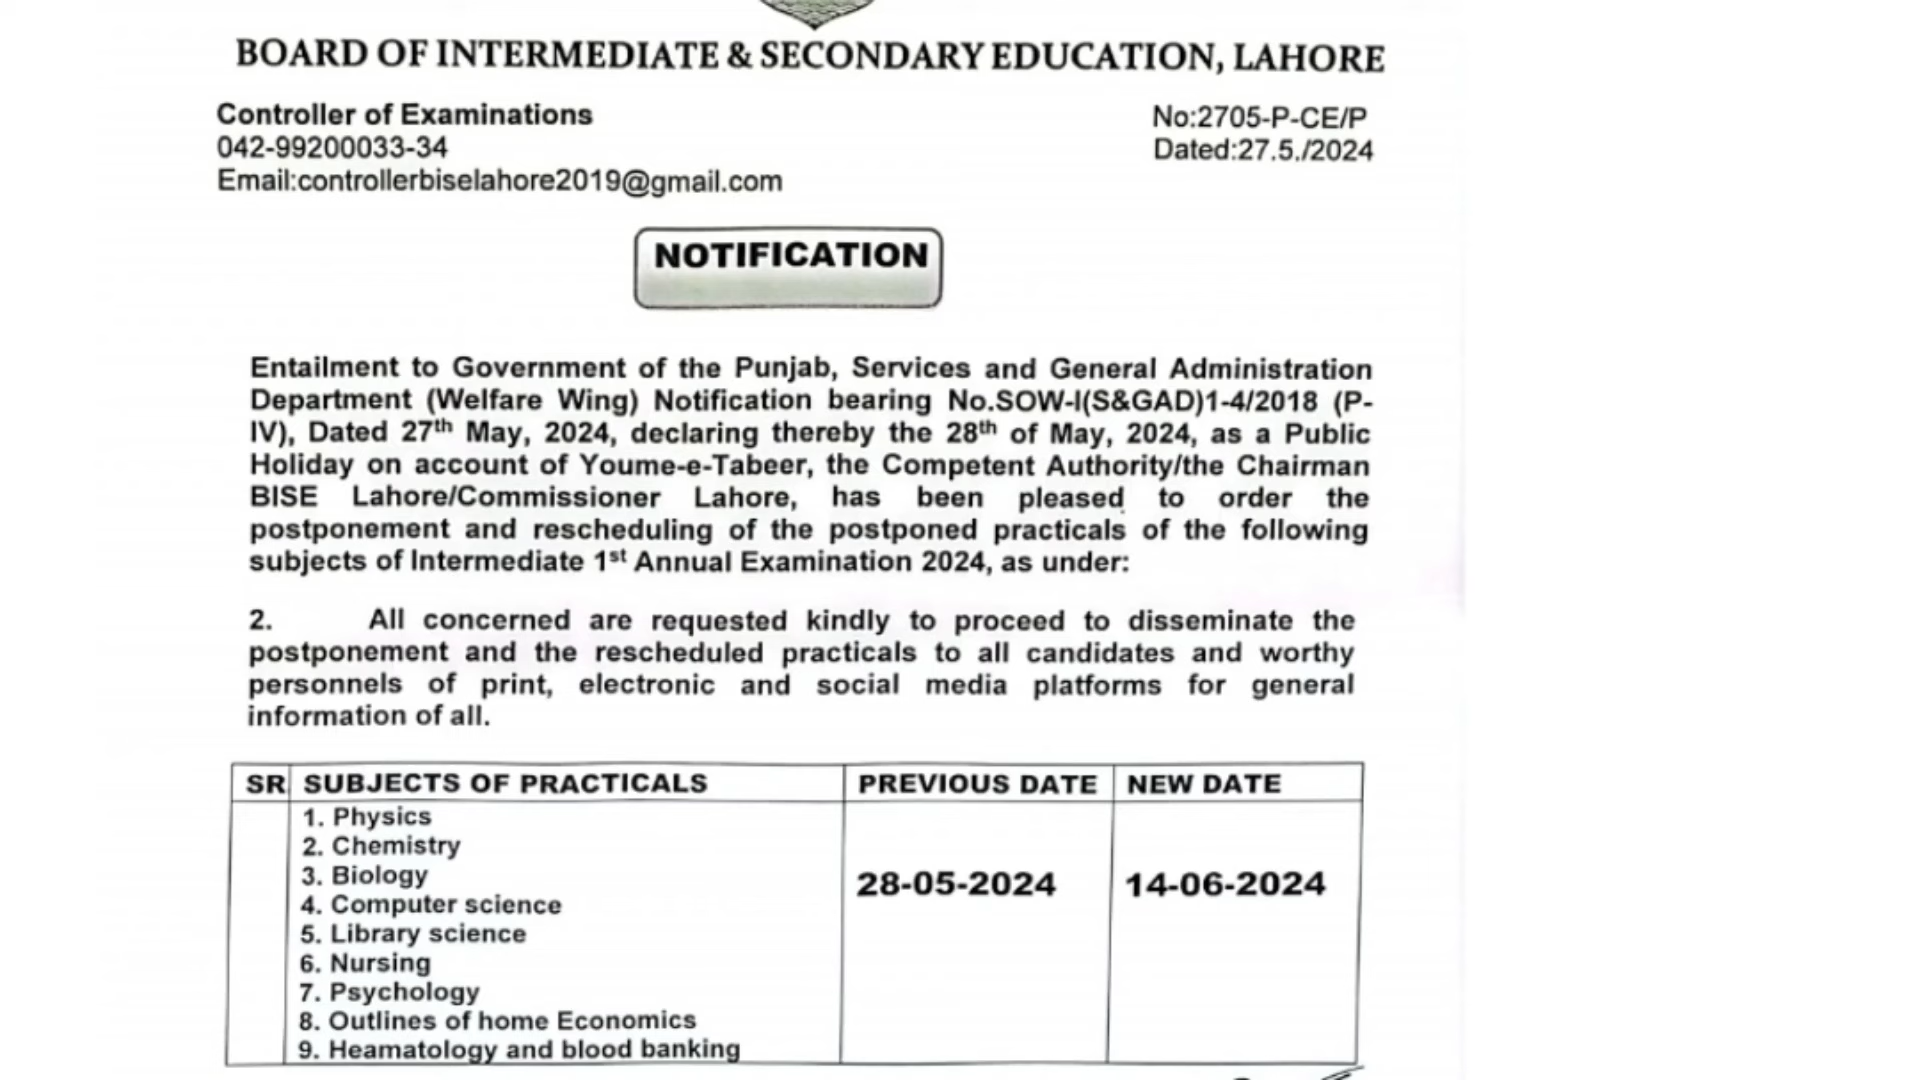 BOARD OF INTERMEDIATE & SECONDARY EDUCATION, LAHORE
Controller of Examinations
042-99200033-34
Email:controllerbiselahore2019@gmail.com
No:2705-P-CE/P
Dated:27.5./2024
NOTIFICATION
Entailment to Government of the Punjab, Services and General Administration
Department (Welfare Wing) Notification bearing No.SOW-I(S&GAD)1-4/2018 (P-
IV), Dated 27th May, 2024, declaring thereby the 28th of May, 2024, as a Public
Holiday on account of Youme-e-Tabeer, the Competent Authority/the Chairman
BISE Lahore/Commissioner Lahore, has been pleased to order the
postponement and rescheduling of the postponed practicals of the following
subjects of Intermediate 1st Annual Examination 2024, as under:
2. All concerned are requested kindly to proceed to disseminate the
postponement and the rescheduled practicals to all candidates and worthy
personnels of print, electronic and social media platforms for general
information of all.
SR SUBJECTS OF PRACTICALS PREVIOUS DATE NEW DATE
1. Physics
2. Chemistry
3. Biology
28-05-2024 14-06-2024
4. Computer science
5. Library science
6. Nursing
7. Psychology
8. Outlines of home Economics
9. Heamatology and blood banking